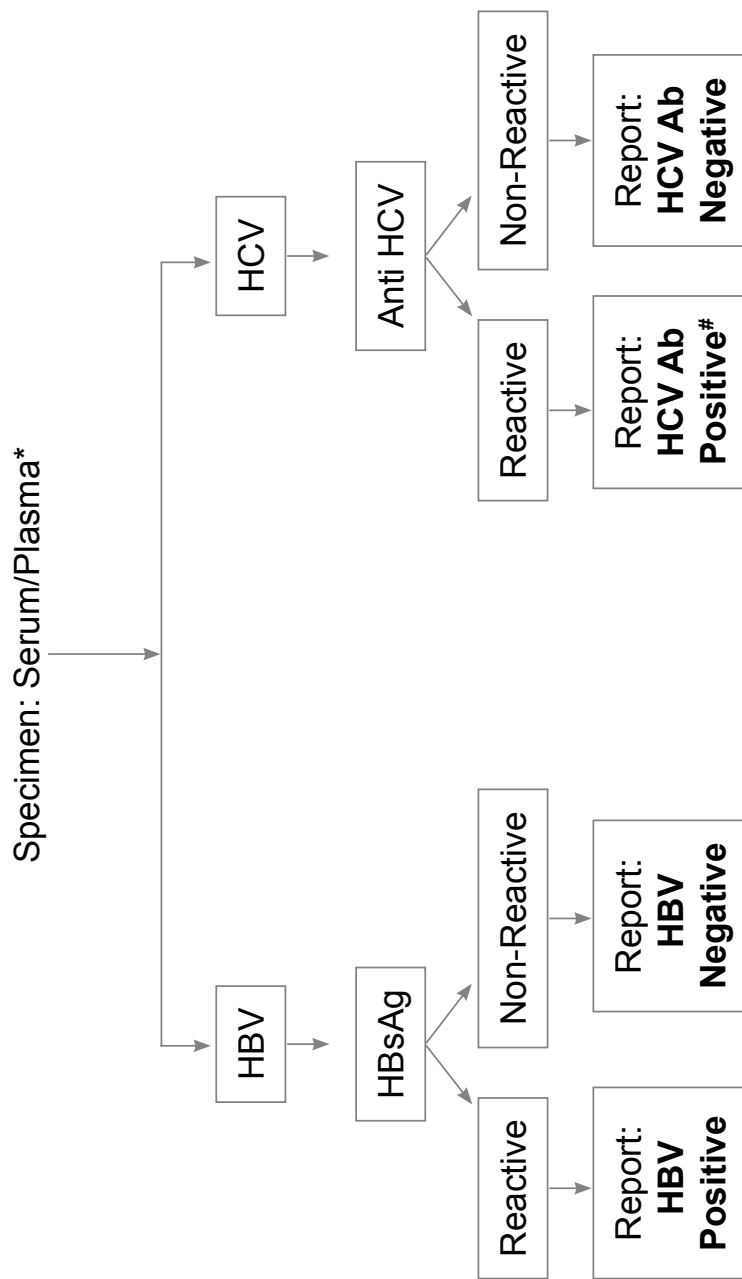 Specimen: Serum/Plasma*
HBV
HCV
HBsAg
Anti HCV
Reactive
Non-Reactive
Reactive
Non-Reactive
Report:
HBV
Positive
Report:
HBV
Negative
Report:
HCV Ab
Positive#
Report:
HCV Ab
Negative